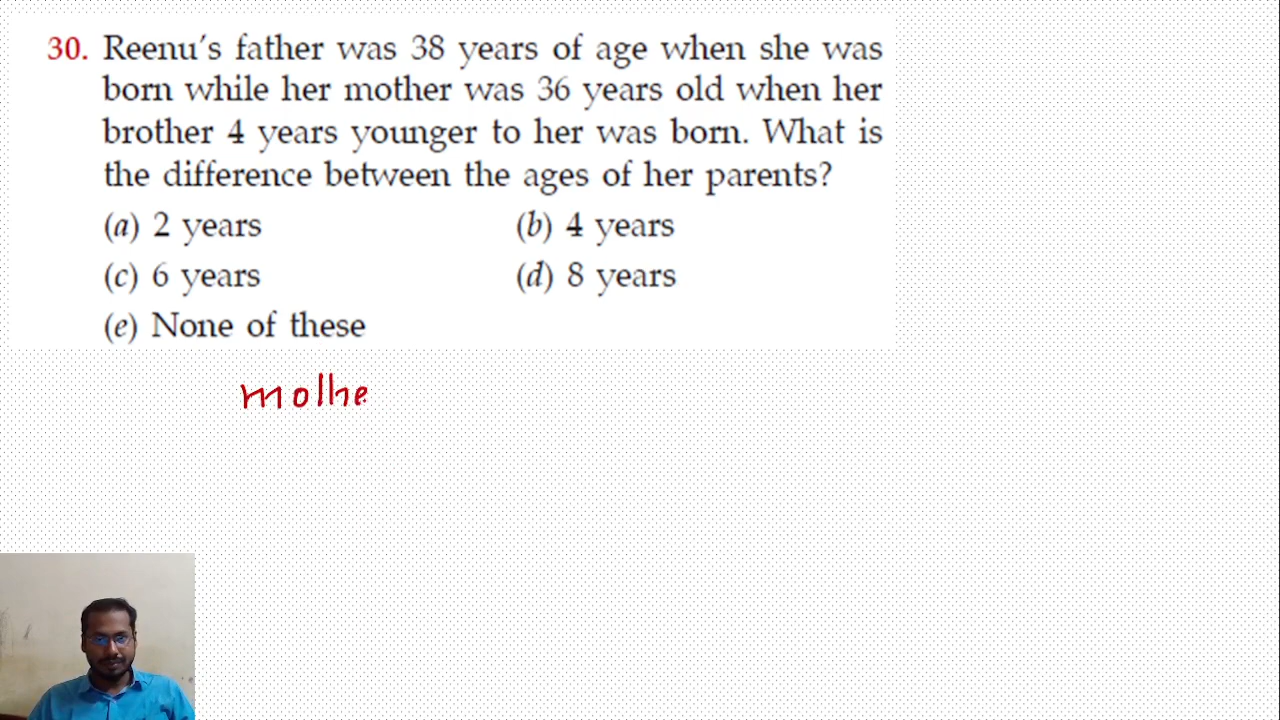 30. Reenu's father was 38 years of age when she was
born while her mother was 36 years old when her
brother 4 years younger to her was born. What is
the difference between the ages of her parents?
(a) 2 years (b) 4 years
(c) 6 years (d) 8 years
(e) None of these
mothe